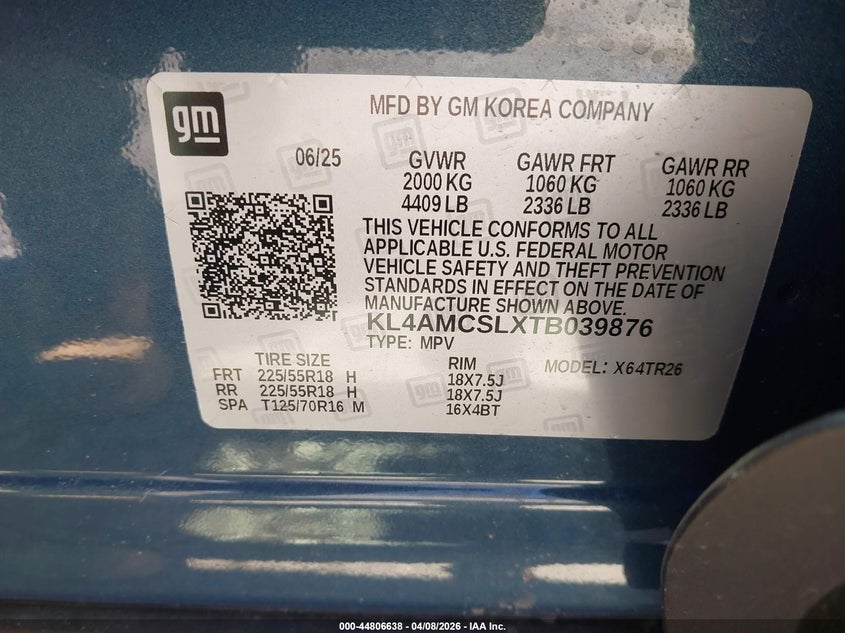 gm
MFD BY GM KOREA COMPANY
06/25 GVWR GAWR FRT GAWR RR
2000 KG 1060 KG 1060 KG
4409 LB 2336 LB 2336 LB
THIS VEHICLE CONFORMS TO ALL
APPLICABLE U.S. FEDERAL MOTOR
VEHICLE SAFETY AND THEFT PREVENTION
STANDARDS IN EFFECT ON THE DATE OF
MANUFACTURE SHOWN ABOVE.
KL4AMCSLXTB039876
TYPE: MPV
TIRE SIZE RIM MODEL: X64TR26
FRT 225/55R18 H 18X7.5J
RR 225/55R18 H 18X7.5J
SPA T125/70R16 M 16X4BT
000-44806638 - 04/08/2026 - IAA Inc.